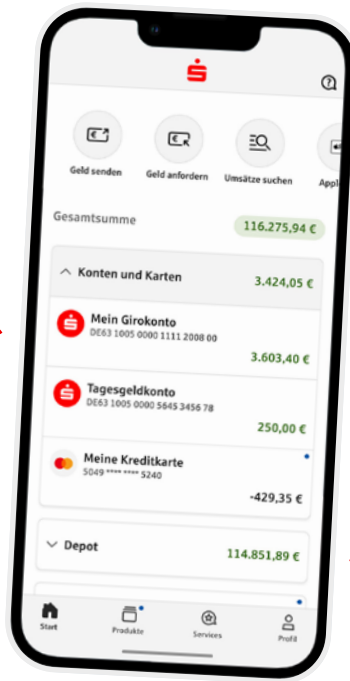 Geld senden
Geld anfordern
Umsätze suchen
Appl
Gesamtsumme
116.275,94 €
Konten und Karten
3.424,05 €
Mein Girokonto
DE63 1005 0000 1111 2008 00
3.603,40 €
Tagesgeldkonto
DE63 1005 0000 5645 3456 78
250,00 €
Meine Kreditkarte
5049 **** **** 5240
-429,35 €
Depot
114.851,89 €
Start
Produkte
Services
Profil